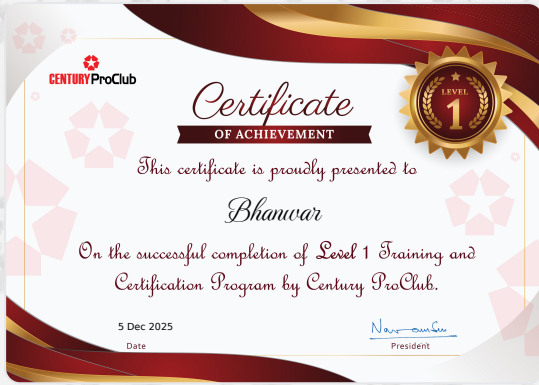 CENTURY ProClub
Certificate
OF ACHIEVEMENT
LEVEL
1
This certificate is proudly presented to
Bhanwar
On the successful completion of Level 1 Training and
Certification Program by Century ProClub.
5 Dec 2025
Date
President